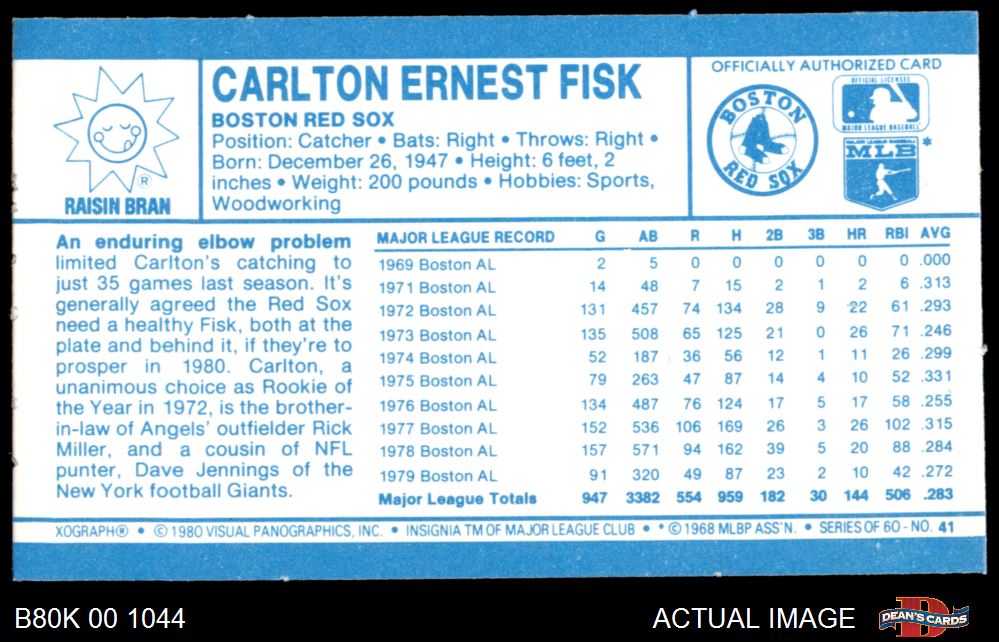 RAISIN BRAN
®
CARLTON ERNEST FISK
BOSTON RED SOX
Position: Catcher • Bats: Right • Throws: Right •
Born: December 26, 1947 • Height: 6 feet, 2
inches • Weight: 200 pounds • Hobbies: Sports,
Woodworking
OFFICIALLY AUTHORIZED CARD
BOSTON
RED SOX
OFFICIAL LICENSEE
MAJOR LEAGUE BASEBALL
MAJOR LEAGUE BASEBALL
MLB *
An enduring elbow problem
limited Carlton's catching to
just 35 games last season. It's
generally agreed the Red Sox
need a healthy Fisk, both at the
plate and behind it, if they're to
prosper in 1980. Carlton, a
unanimous choice as Rookie of
the Year in 1972, is the brother-
in-law of Angels' outfielder Rick
Miller, and a cousin of NFL
punter, Dave Jennings of the
New York football Giants.
MAJOR LEAGUE RECORD G AB R H 2B 3B HR RBI AVG
1969 Boston AL 2 5 0 0 0 0 0 0 .000
1971 Boston AL 14 48 7 15 2 1 2 6 .313
1972 Boston AL 131 457 74 134 28 9 22 61 .293
1973 Boston AL 135 508 65 125 21 0 26 71 .246
1974 Boston AL 52 187 36 56 12 1 11 26 .299
1975 Boston AL 79 263 47 87 14 4 10 52 .331
1976 Boston AL 134 487 76 124 17 5 17 58 .255
1977 Boston AL 152 536 106 169 26 3 26 102 .315
1978 Boston AL 157 571 94 162 39 5 20 88 .284
1979 Boston AL 91 320 49 87 23 2 10 42 .272
Major League Totals 947 3382 554 959 182 30 144 506 .283
XOGRAPH® • © 1980 VISUAL PANOGRAPHICS, INC. • INSIGNIA TM OF MAJOR LEAGUE CLUB • * © 1968 MLBP ASS'N. • SERIES OF 60 - NO. 41
B80K 00 1044
ACTUAL IMAGE
DEAN'S CARDS